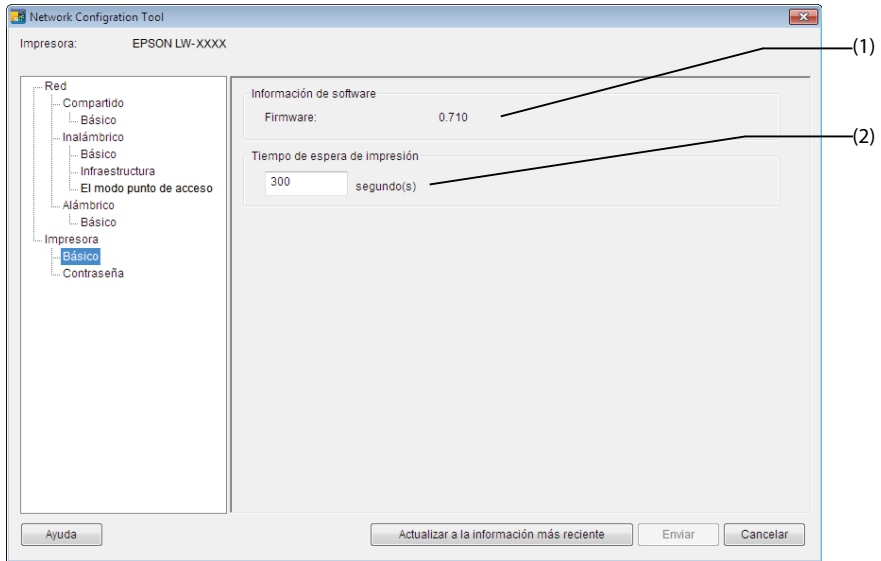 Network Configration Tool
Impresora: EPSON LW-XXXX
(1)
Red
Compartido
Básico
Inalámbrico
Básico
Infraestructura
El modo punto de acceso
Alámbrico
Básico
Impresora
Básico
Contraseña
Información de software
Firmware: 0.710
(2)
Tiempo de espera de impresión
300 segundo(s)
Ayuda
Actualizar a la información más reciente
Enviar
Cancelar